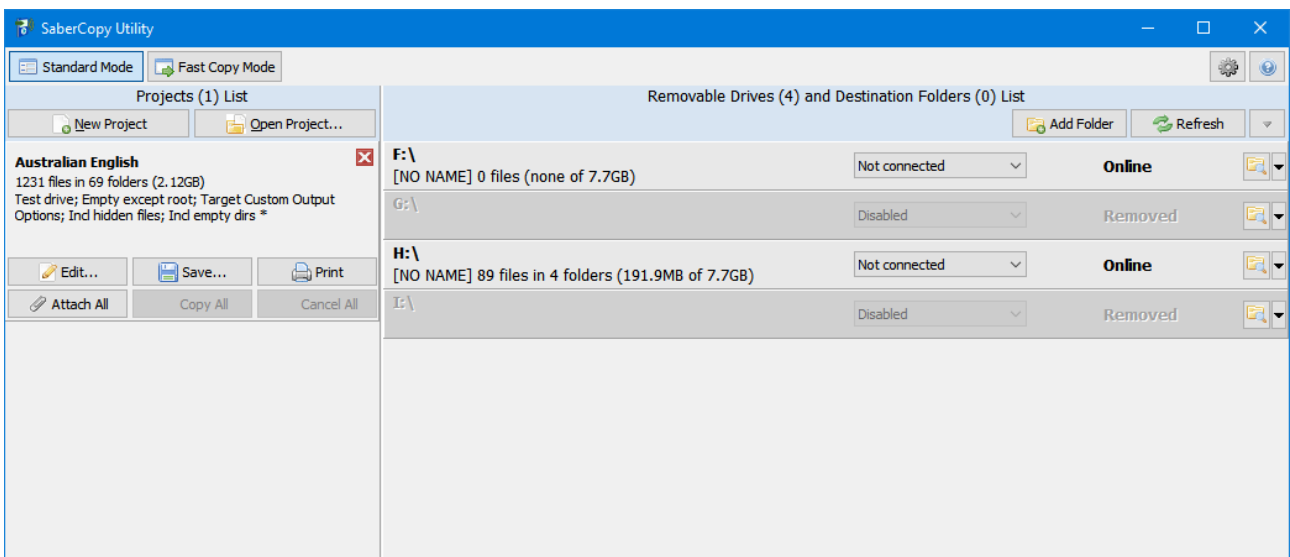 SaberCopy Utility
Standard Mode
Fast Copy Mode
Projects (1) List
New Project
Open Project...
Australian English
1231 files in 69 folders (2.12GB)
Test drive; Empty except root; Target Custom Output
Options; Incl hidden files; Incl empty dirs *
Edit...
Save...
Print
Attach All
Copy All
Cancel All
Removable Drives (4) and Destination Folders (0) List
Add Folder
Refresh
F:\
[NO NAME] 0 files (none of 7.7GB)
Not connected
Online
G:\
Disabled
Removed
H:\
[NO NAME] 89 files in 4 folders (191.9MB of 7.7GB)
Not connected
Online
I:\
Disabled
Removed